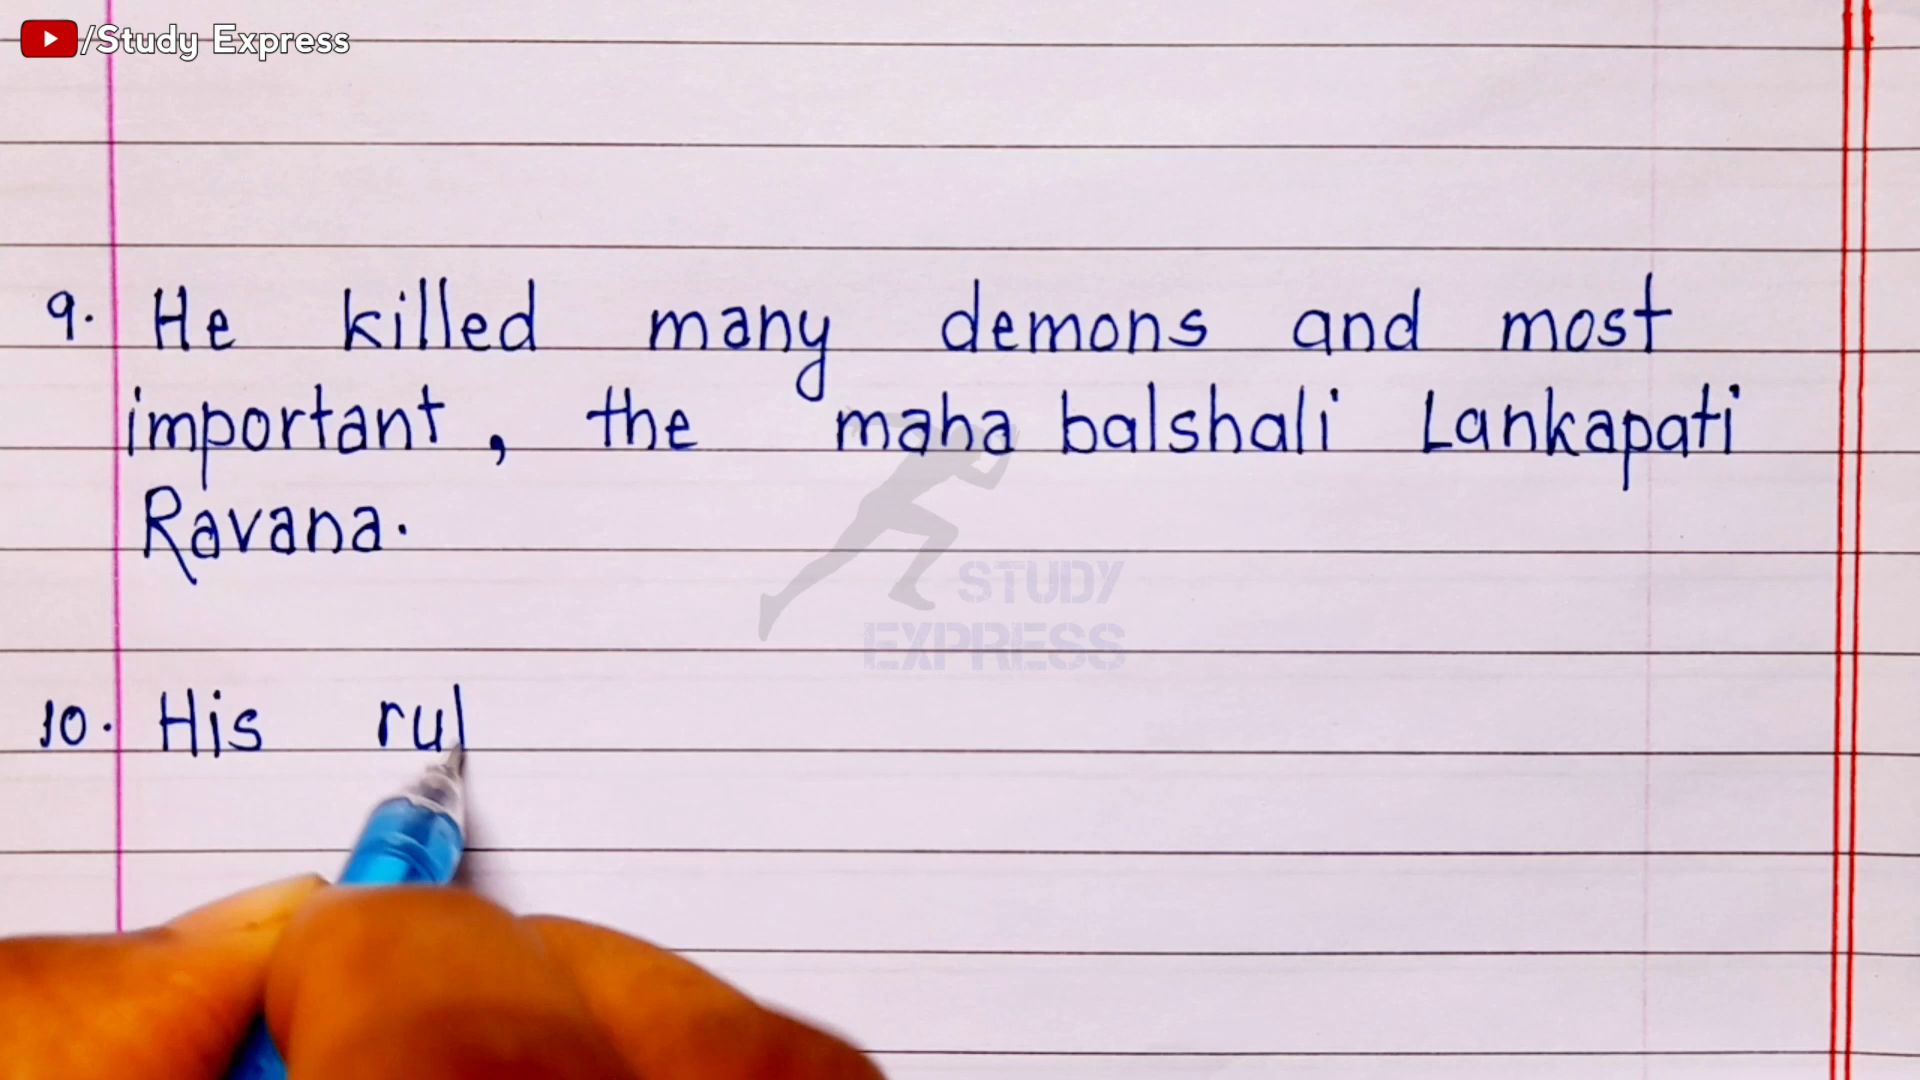 /Study Express
9. He killed many demons and most
important, the maha balshali Lankapati
Ravana.
STUDY
EXPRESS
10. His rul